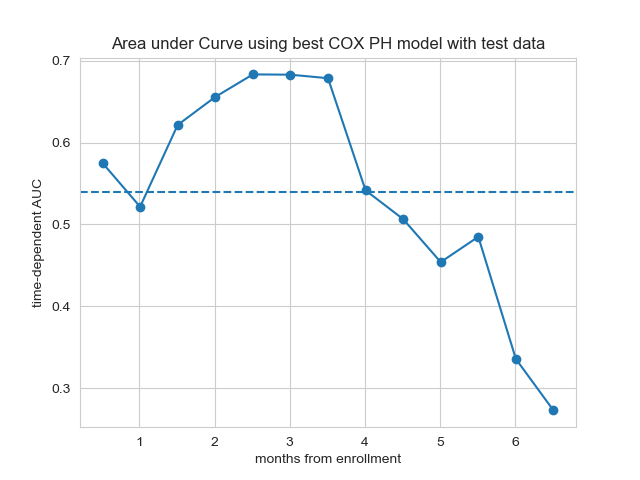 Area under Curve using best COX PH model with test data
0.7
0.6
0.5
0.4
0.3
time-dependent AUC
1 2 3 4 5 6
months from enrollment